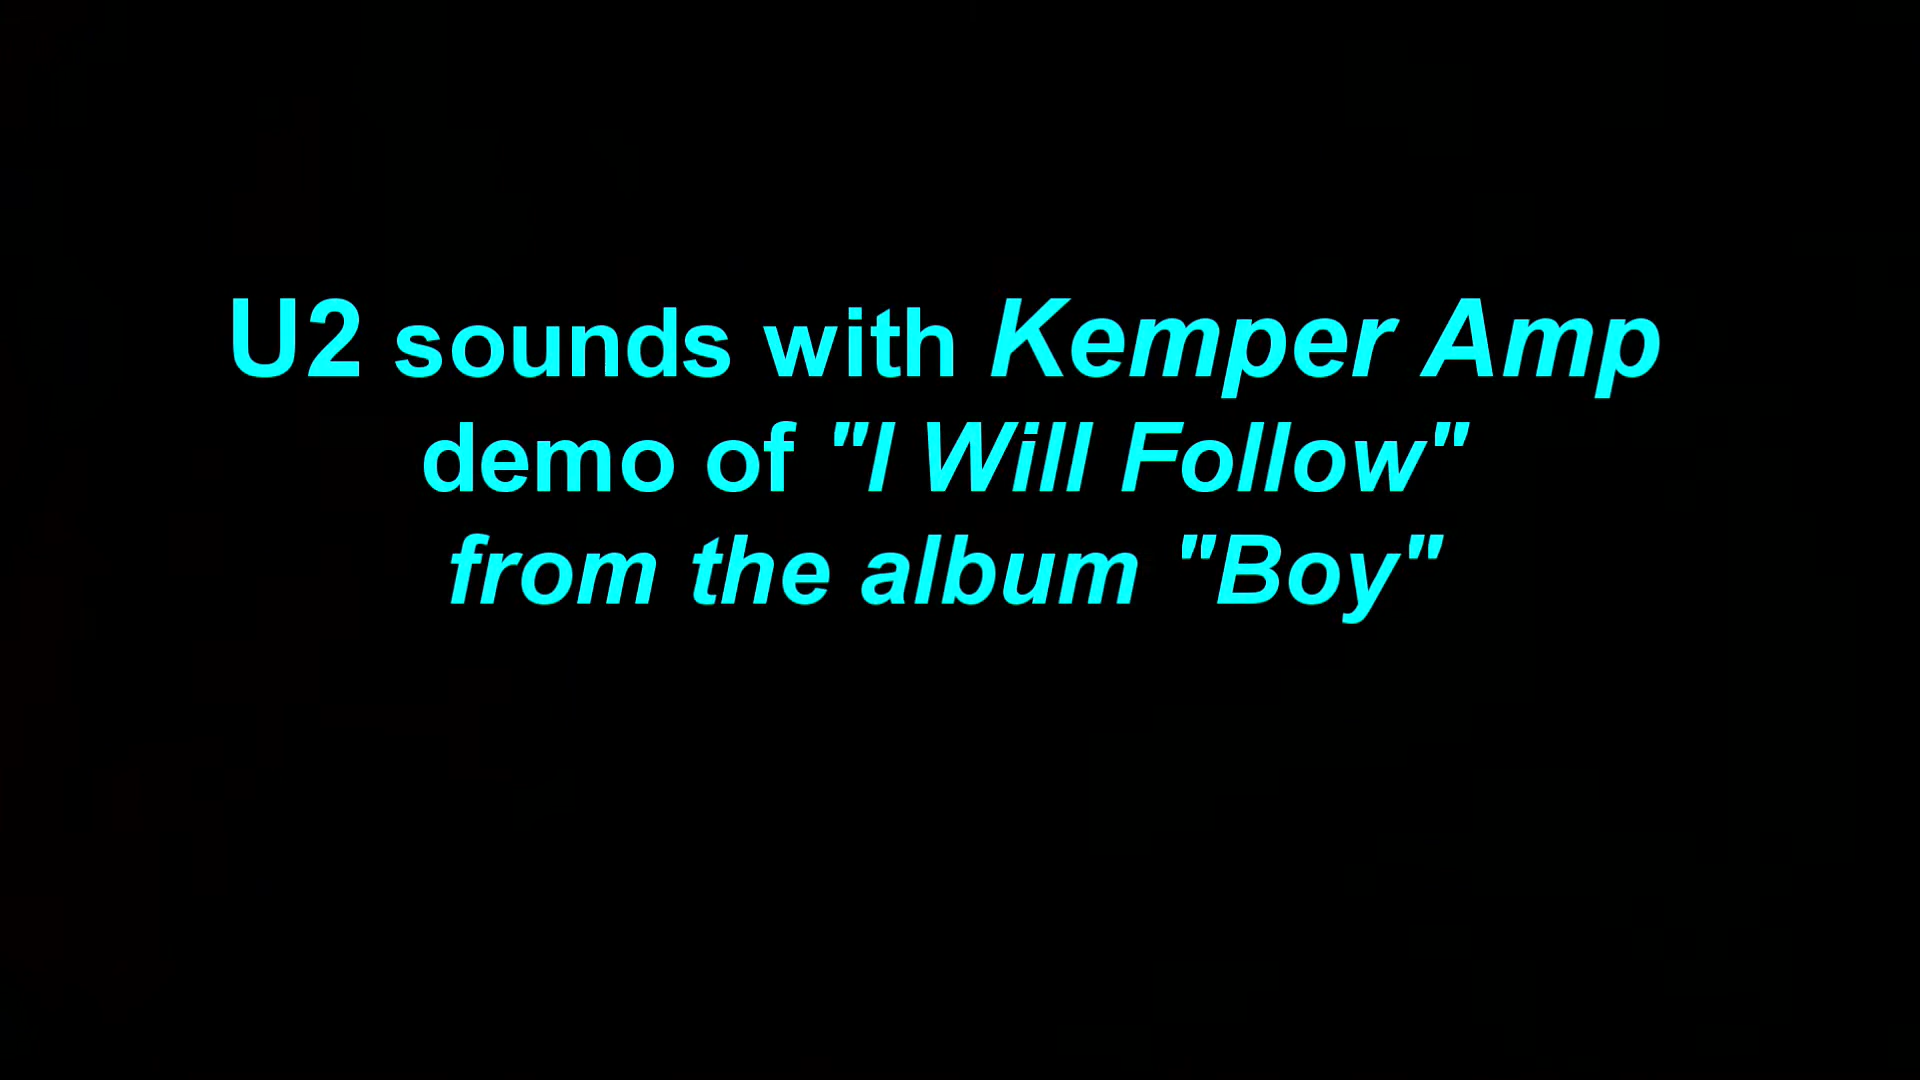 U2 sounds with Kemper Amp
demo of "I Will Follow"
from the album "Boy"